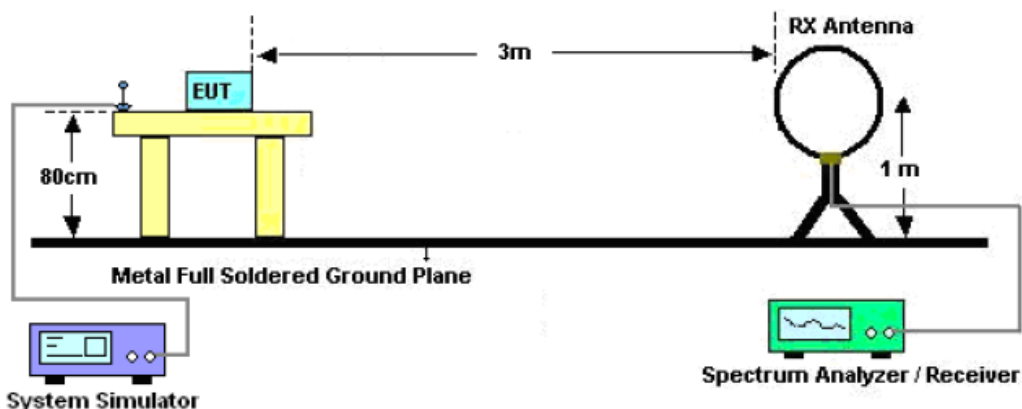 RX Antenna
3m
EUT
80cm
1 m
Metal Full Soldered Ground Plane
System Simulator
Spectrum Analyzer / Receiver